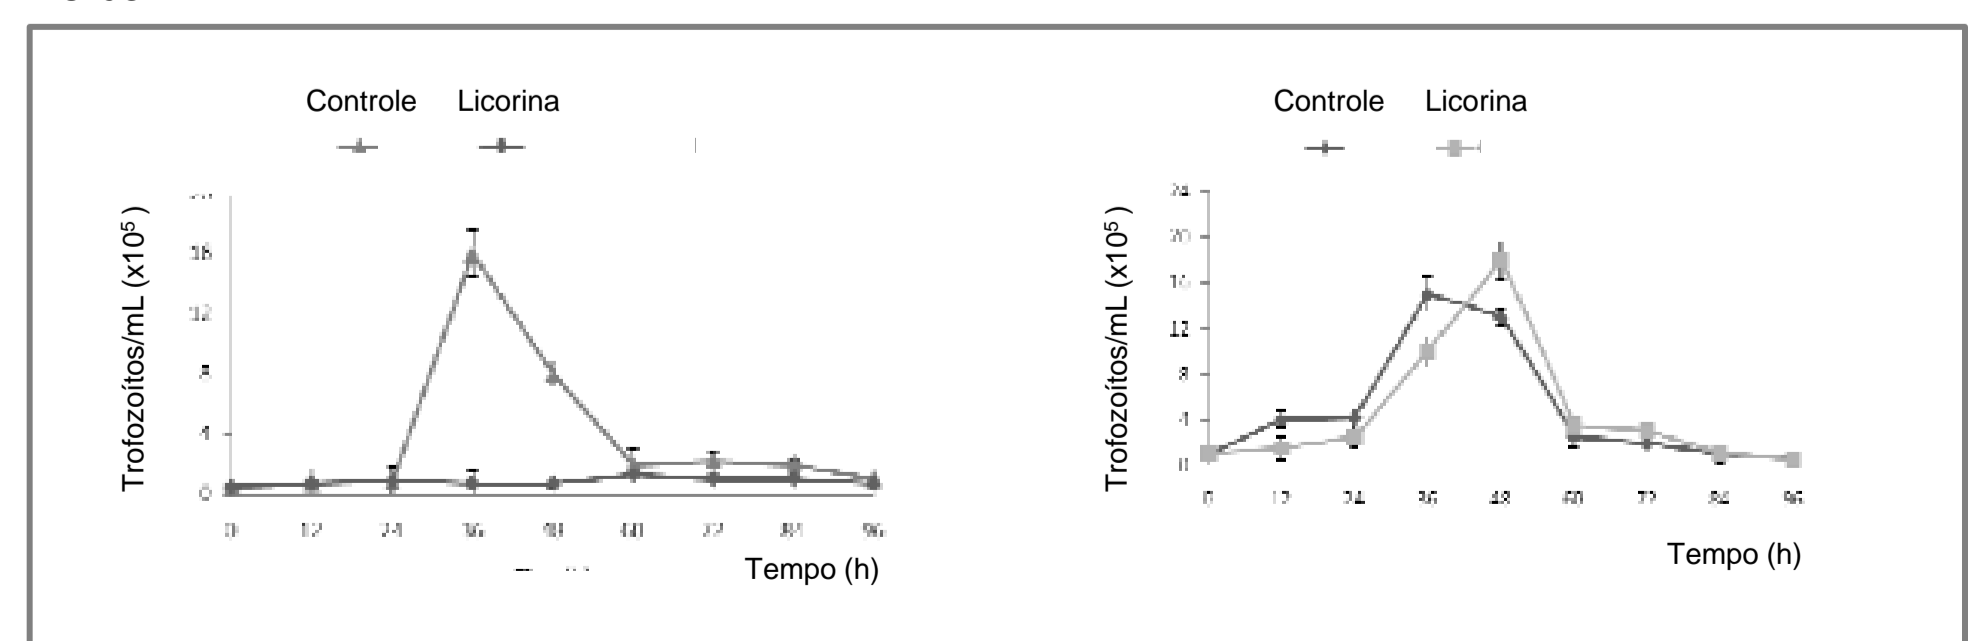 Controle Licorina
Trofozoítos/mL (x10⁵)
16
12
8
4
0
0 12 24 36 48 60 72 84 96
Tempo (h)
Controle Licorina
Trofozoítos/mL (x10⁵)
24
20
16
12
8
4
0
0 12 24 36 48 60 72 84 96
Tempo (h)